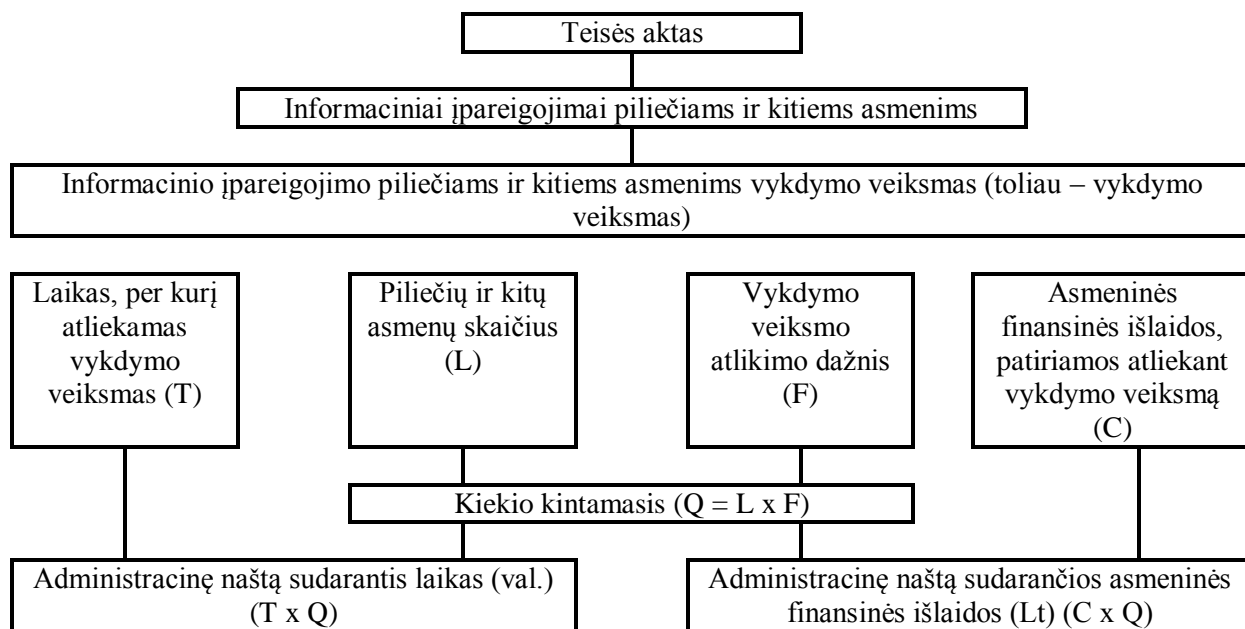 Teisės aktas
Informaciniai įpareigojimai piliečiams ir kitiems asmenims
Informacinio įpareigojimo piliečiams ir kitiems asmenims vykdymo veiksmas (toliau – vykdymo
veiksmas)
Laikas, per kurį
atliekamas
vykdymo
veiksmas (T)
Piliečių ir kitų
asmenų skaičius
(L)
Vykdymo
veiksmo
atlikimo dažnis
(F)
Asmeninės
finansinės išlaidos,
patiriamos atliekant
vykdymo veiksmą
(C)
Kiekio kintamasis (Q = L x F)
Administracinę naštą sudarantis laikas (val.)
(T x Q)
Administracinę naštą sudarančios asmeninės
finansinės išlaidos (Lt) (C x Q)